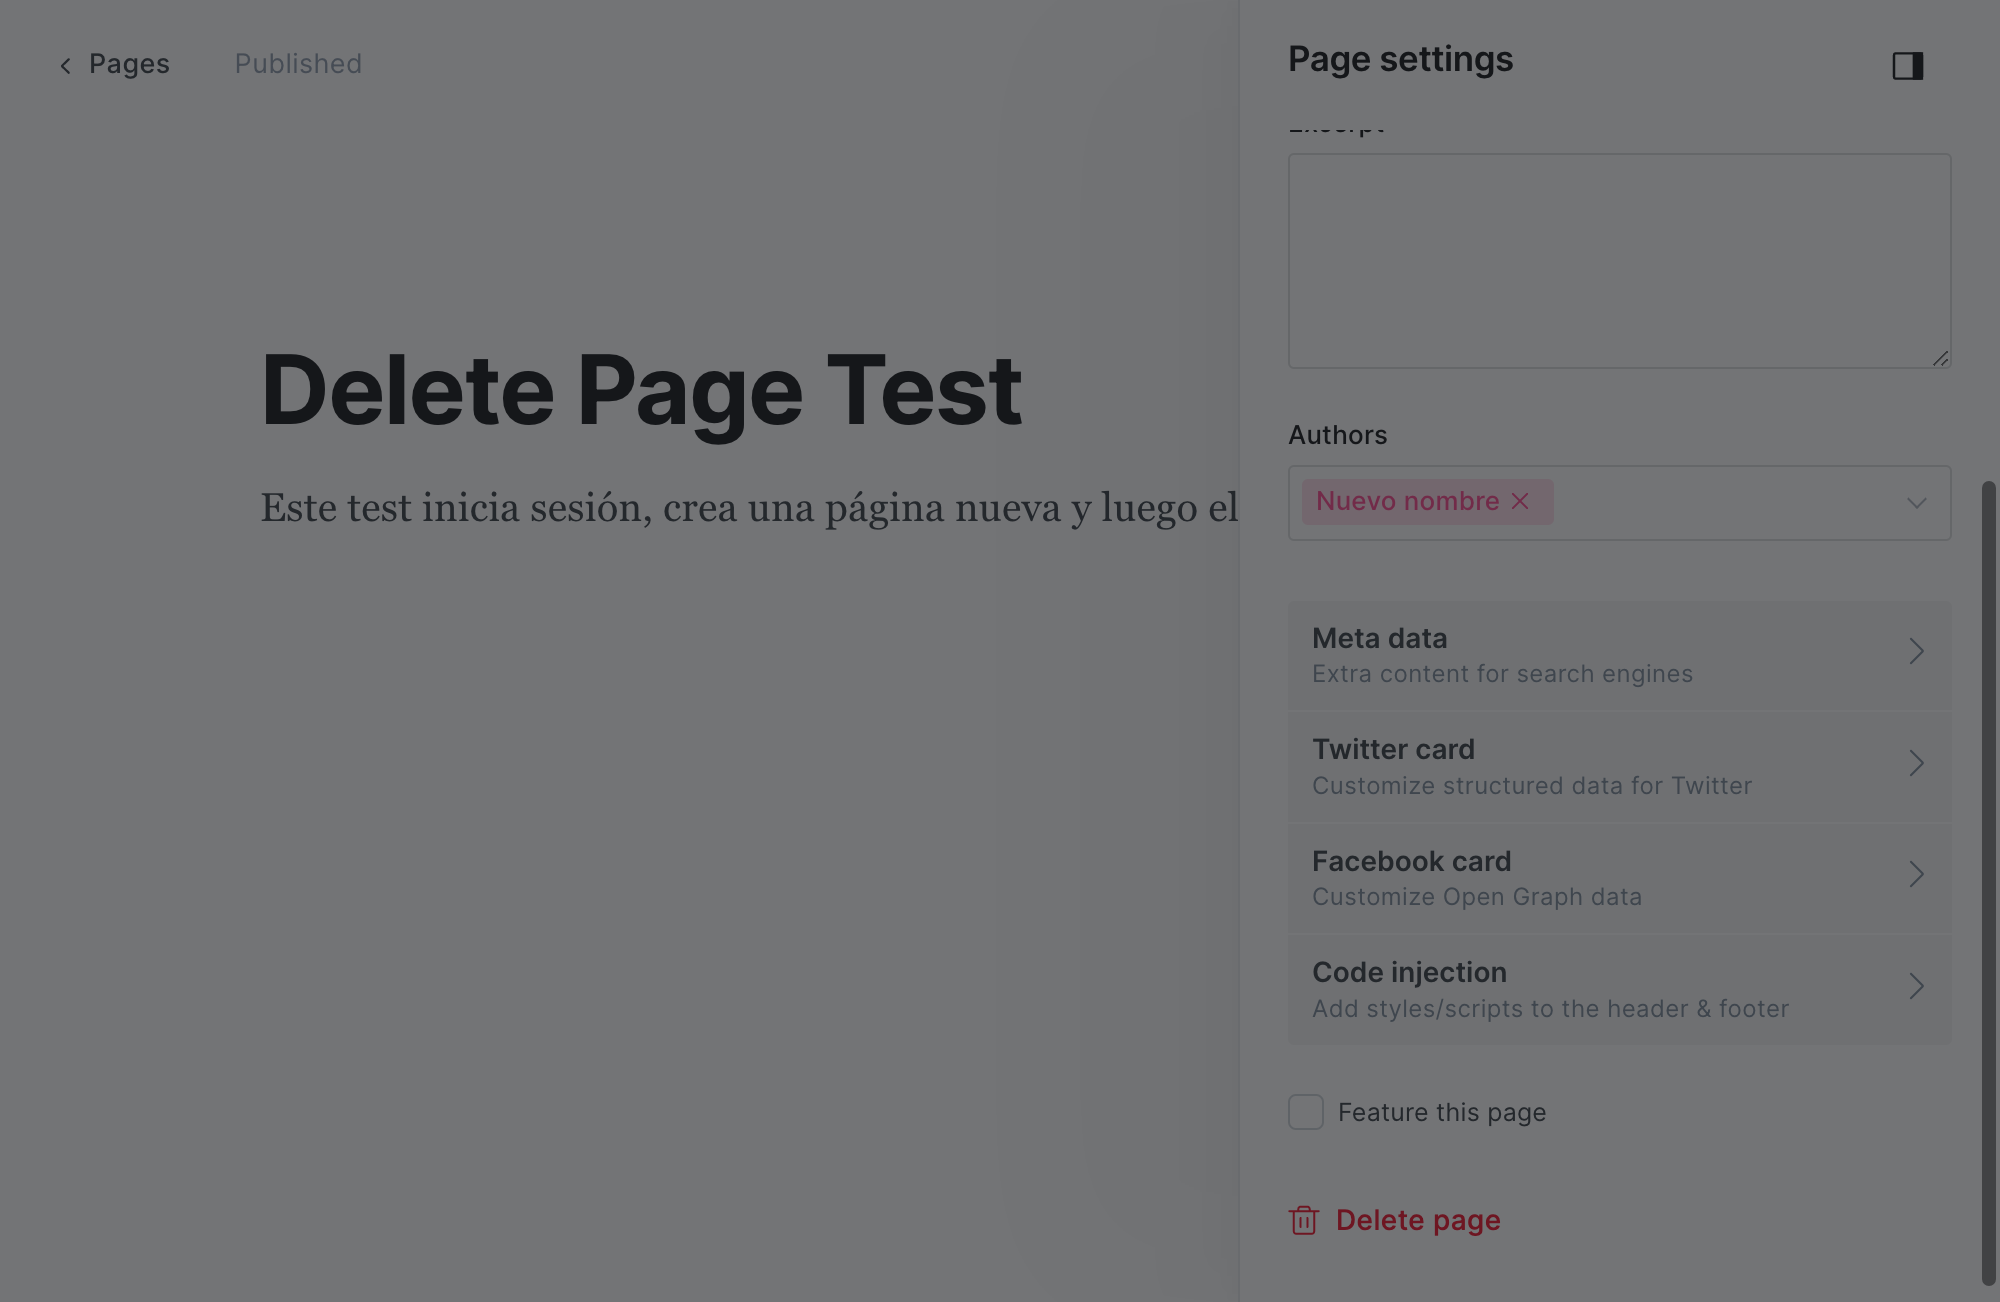 Pages
Published
Page settings
Excerpt
Delete Page Test
Este test inicia sesión, crea una página nueva y luego el
Authors
Nuevo nombre
Meta data
Extra content for search engines
Twitter card
Customize structured data for Twitter
Facebook card
Customize Open Graph data
Code injection
Add styles/scripts to the header & footer
Feature this page
Delete page